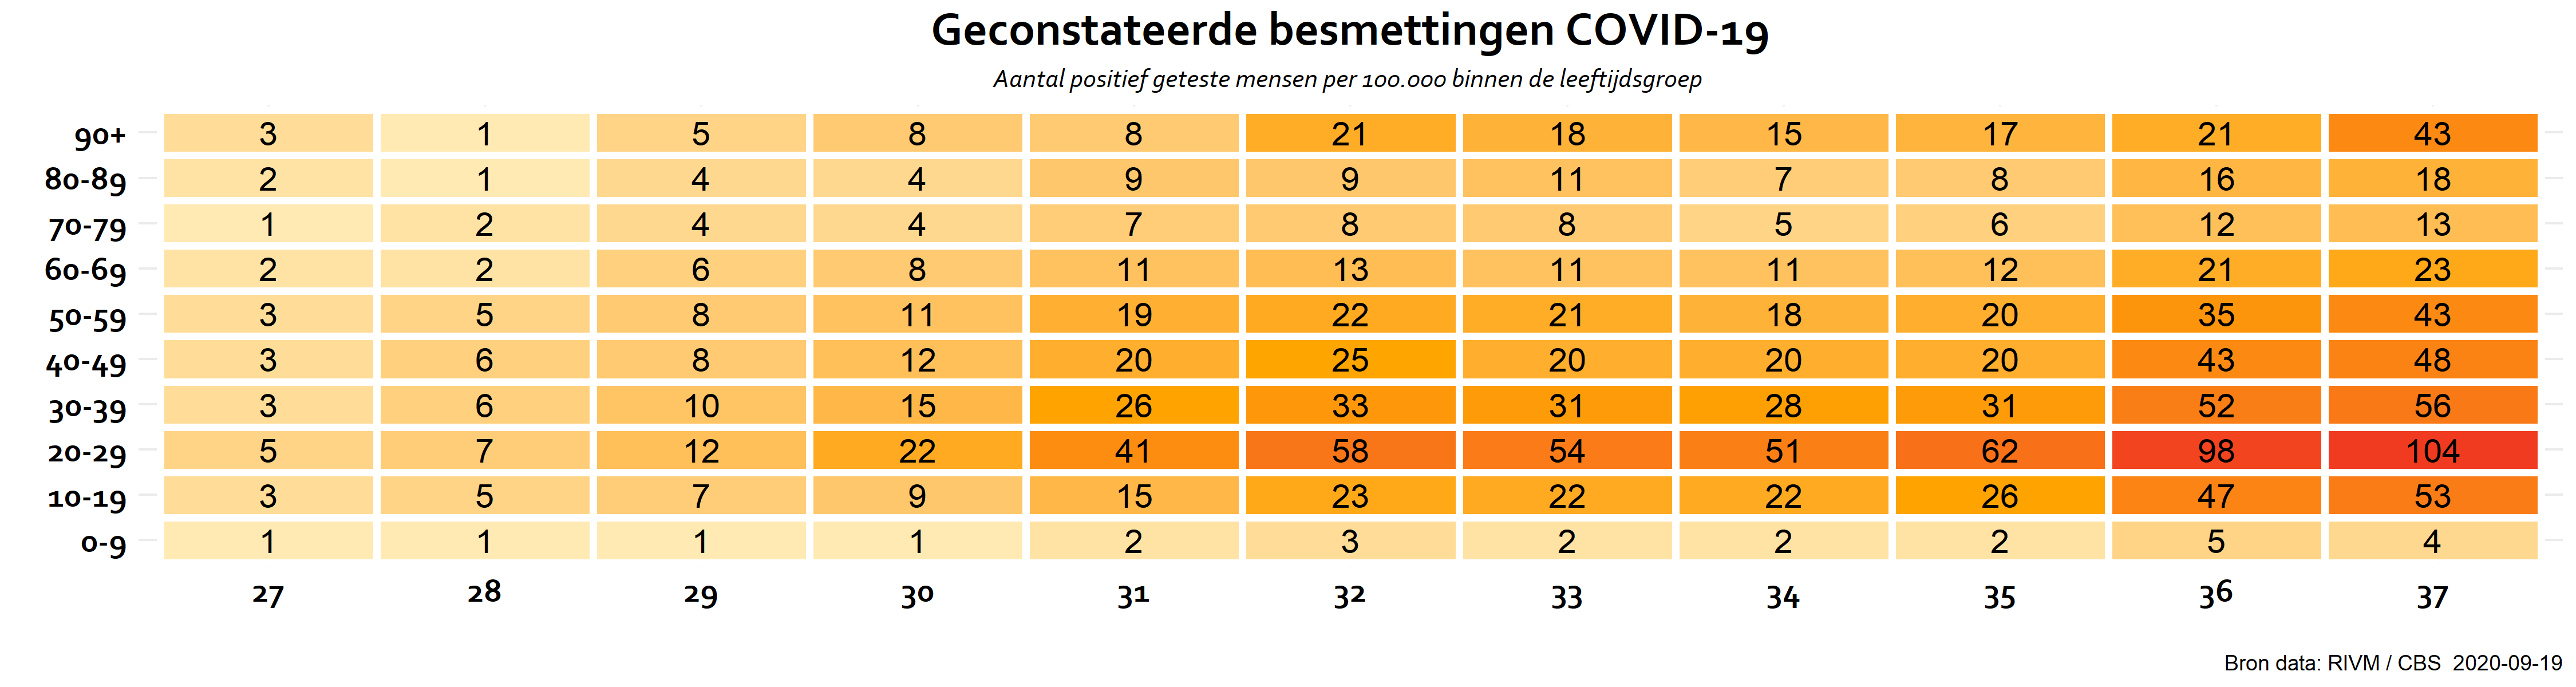 Geconstateerde besmettingen COVID-19
Aantal positief geteste mensen per 100.000 binnen de leeftijdsgroep
90+ 3 1 5 8 8 21 18 15 17 21 43
80-89 2 1 4 4 9 9 11 7 8 16 18
70-79 1 2 4 4 7 8 8 5 6 12 13
60-69 2 2 6 8 11 13 11 11 12 21 23
50-59 3 5 8 11 19 22 21 18 20 35 43
40-49 3 6 8 12 20 25 20 20 20 43 48
30-39 3 6 10 15 26 33 31 28 31 52 56
20-29 5 7 12 22 41 58 54 51 62 98 104
10-19 3 5 7 9 15 23 22 22 26 47 53
0-9 1 1 1 1 2 3 2 2 2 5 4
27 28 29 30 31 32 33 34 35 36 37
Bron data: RIVM / CBS  2020-09-19